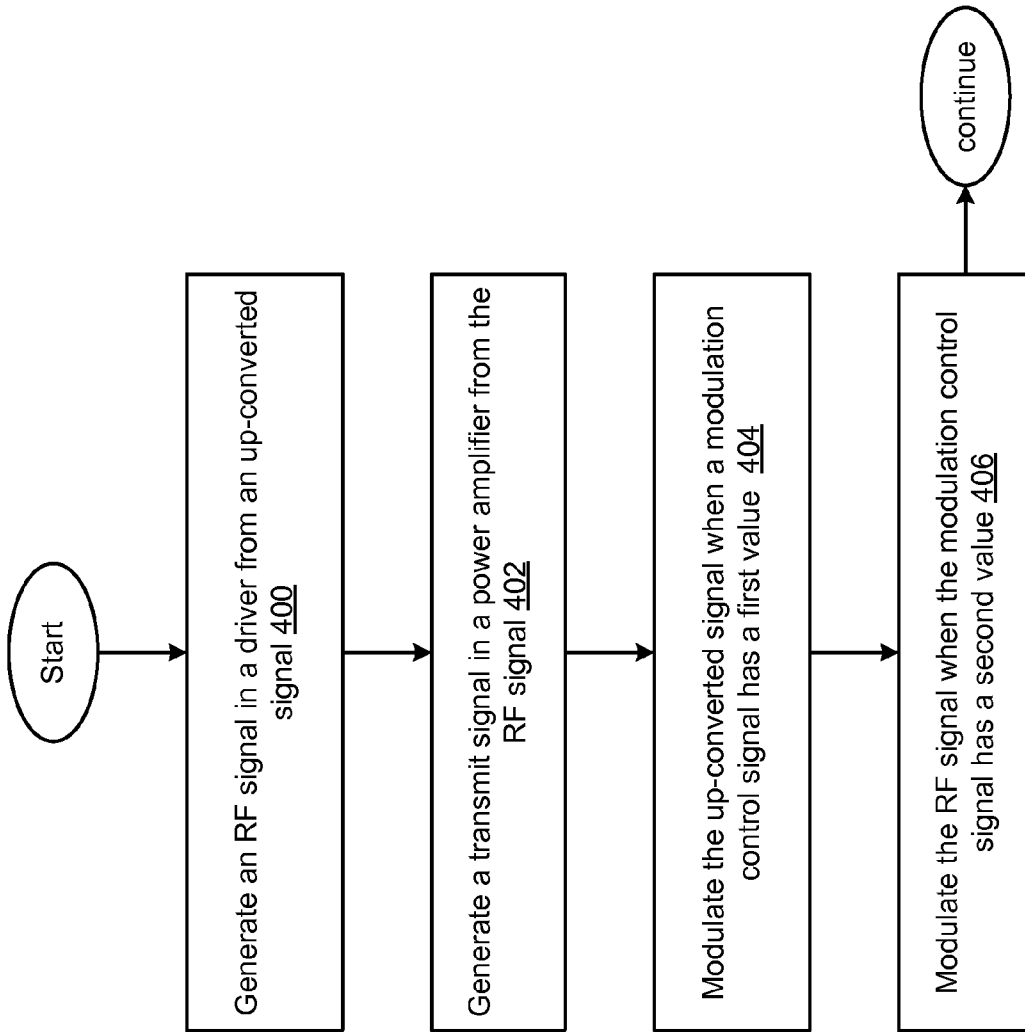 Start
Generate an RF signal in a driver from an up-converted
signal 400
Generate a transmit signal in a power amplifier from the
RF signal 402
Modulate the up-converted signal when a modulation
control signal has a first value 404
Modulate the RF signal when the modulation control
signal has a second value 406
continue